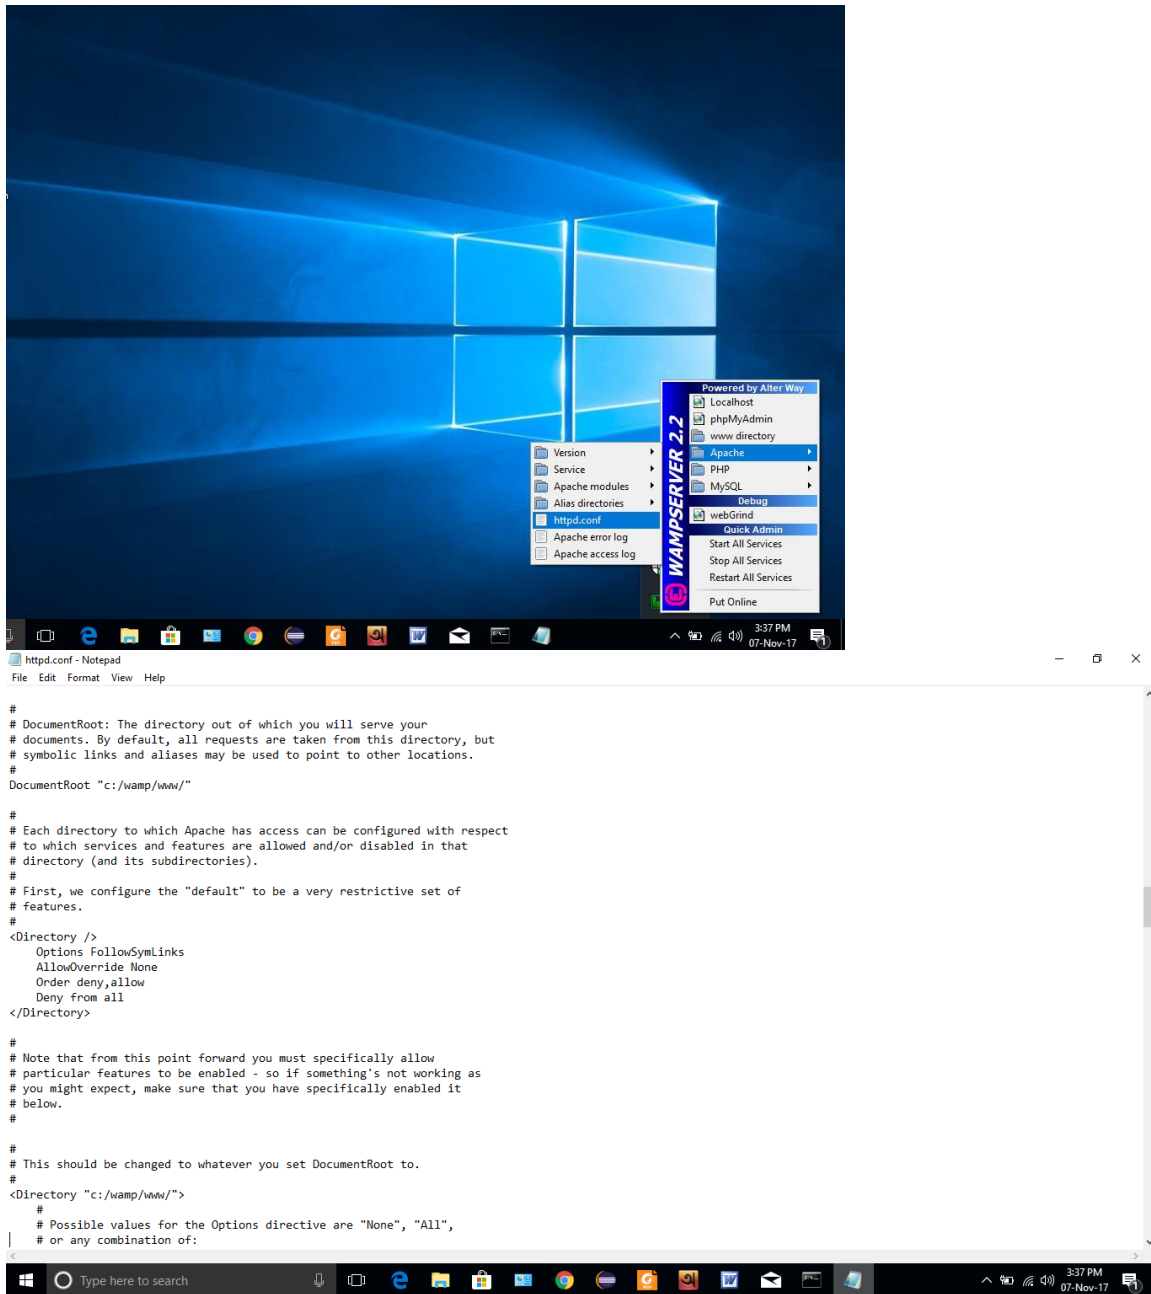 Powered by Alter Way
Localhost
phpMyAdmin
www directory
Apache
PHP
MySQL
Debug
webGrind
Quick Admin
Start All Services
Stop All Services
Restart All Services
Put Online
WAMPSERVER 2.2
Version
Service
Apache modules
Alias directories
httpd.conf
Apache error log
Apache access log
3:37 PM
07-Nov-17
httpd.conf - Notepad
File Edit Format View Help
#
# DocumentRoot: The directory out of which you will serve your
# documents. By default, all requests are taken from this directory, but
# symbolic links and aliases may be used to point to other locations.
#
DocumentRoot "c:/wamp/www/"
#
# Each directory to which Apache has access can be configured with respect
# to which services and features are allowed and/or disabled in that
# directory (and its subdirectories).
#
# First, we configure the "default" to be a very restrictive set of
# features.
#
<Directory />
    Options FollowSymLinks
    AllowOverride None
    Order deny,allow
    Deny from all
</Directory>
#
# Note that from this point forward you must specifically allow
# particular features to be enabled - so if something's not working as
# you might expect, make sure that you have specifically enabled it
# below.
#
#
# This should be changed to whatever you set DocumentRoot to.
#
<Directory "c:/wamp/www/">
    #
    # Possible values for the Options directive are "None", "All",
    # or any combination of:
Type here to search
3:37 PM
07-Nov-17